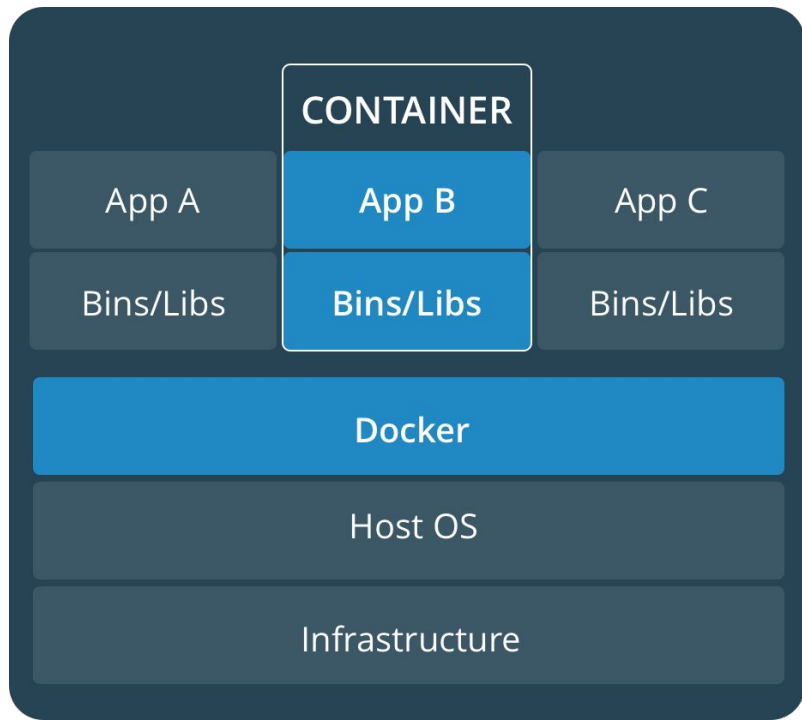 CONTAINER
App A
App B
App C
Bins/Libs
Bins/Libs
Bins/Libs
Docker
Host OS
Infrastructure